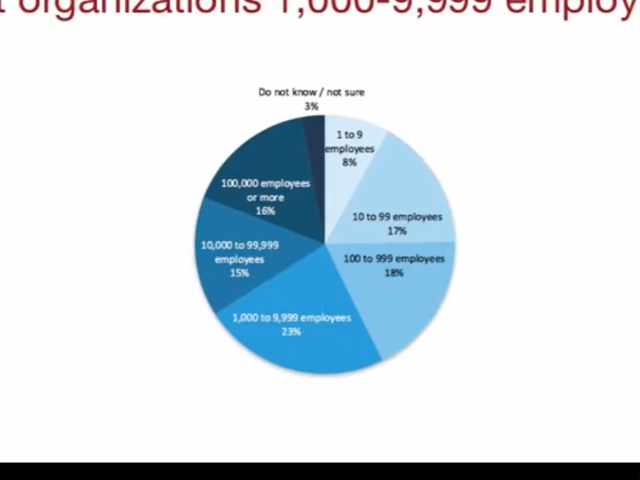 organizations 1,000-9,999
Do not know / not sure
3%
1 to 9
employees
8%
100,000 employees
or more
16%
10 to 99 employees
17%
10,000 to 99,999
employees
15%
100 to 999 employees
18%
1,000 to 9,999 employees
23%